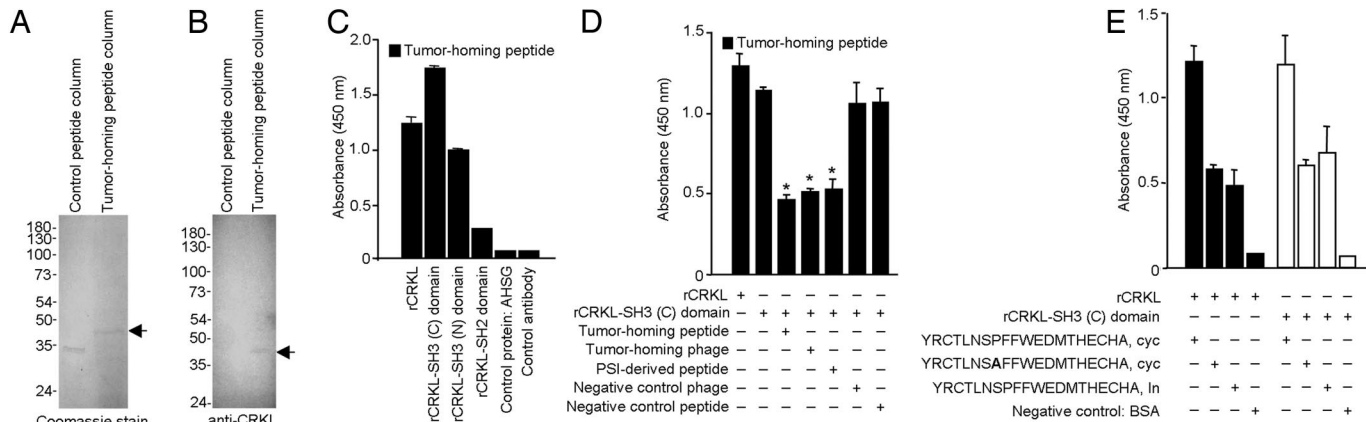 A
Control peptide column
Tumor-homing peptide column
180-
130-
100-
73-
54-
50-
35-
24-
Coomassie stain
B
Control peptide column
Tumor-homing peptide column
180-
130-
100-
73-
54-
50-
35-
24-
anti-CRKL
C
Tumor-homing peptide
Absorbance (450 nm)
2.0
1.5
1.0
0.5
0
rCRKL
rCRKL-SH3 (C) domain
rCRKL-SH3 (N) domain
rCRKL-SH2 domain
Control protein: AHSG
Control antibody
D
Tumor-homing peptide
Absorbance (450 nm)
1.5
1.0
0.5
0
* * *
rCRKL + − − − − − −
rCRKL-SH3 (C) domain − + + + + + +
Tumor-homing peptide − − + − − − −
Tumor-homing phage − − − + − − −
PSI-derived peptide − − − − + − −
Negative control phage − − − − − + −
Negative control peptide − − − − − − +
E
Absorbance (450 nm)
1.5
1.0
0.5
0
rCRKL + + + + − − − −
rCRKL-SH3 (C) domain − − − − + + + +
YRCTLNSPFFWEDMTHECHA, cyc + − − − + − − −
YRCTLNSAFFWEDMTHECHA, cyc − + − − − + − −
YRCTLNSPFFWEDMTHECHA, ln − − + − − − + −
Negative control: BSA − − − + − − − +